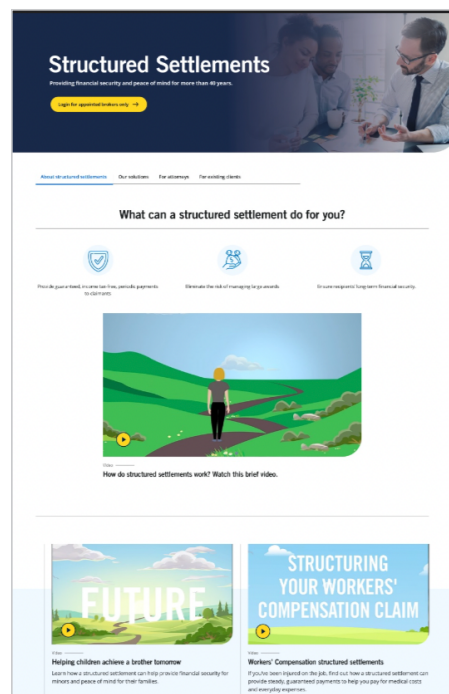 Structured Settlements
Providing financial security and peace of mind for more than 40 years.
Login for appointed brokers only →
About structured settlements Our solutions For attorneys For existing clients
What can a structured settlement do for you?
Provide guaranteed, income tax-free, periodic payments
to claimants
Eliminate the risk of managing large awards
Ensure recipients' long-term financial security.
Video
How do structured settlements work? Watch this brief video.
FUTURE
Video
Helping children achieve a brother tomorrow
Learn how a structured settlement can help provide financial security for
minors and peace of mind for their families.
STRUCTURING
YOUR WORKERS'
COMPENSATION CLAIM
Video
Workers' Compensation structured settlements
If you've been injured on the job, find out how a structured settlement can
provide steady, guaranteed payments to help you pay for medical costs
and everyday expenses.